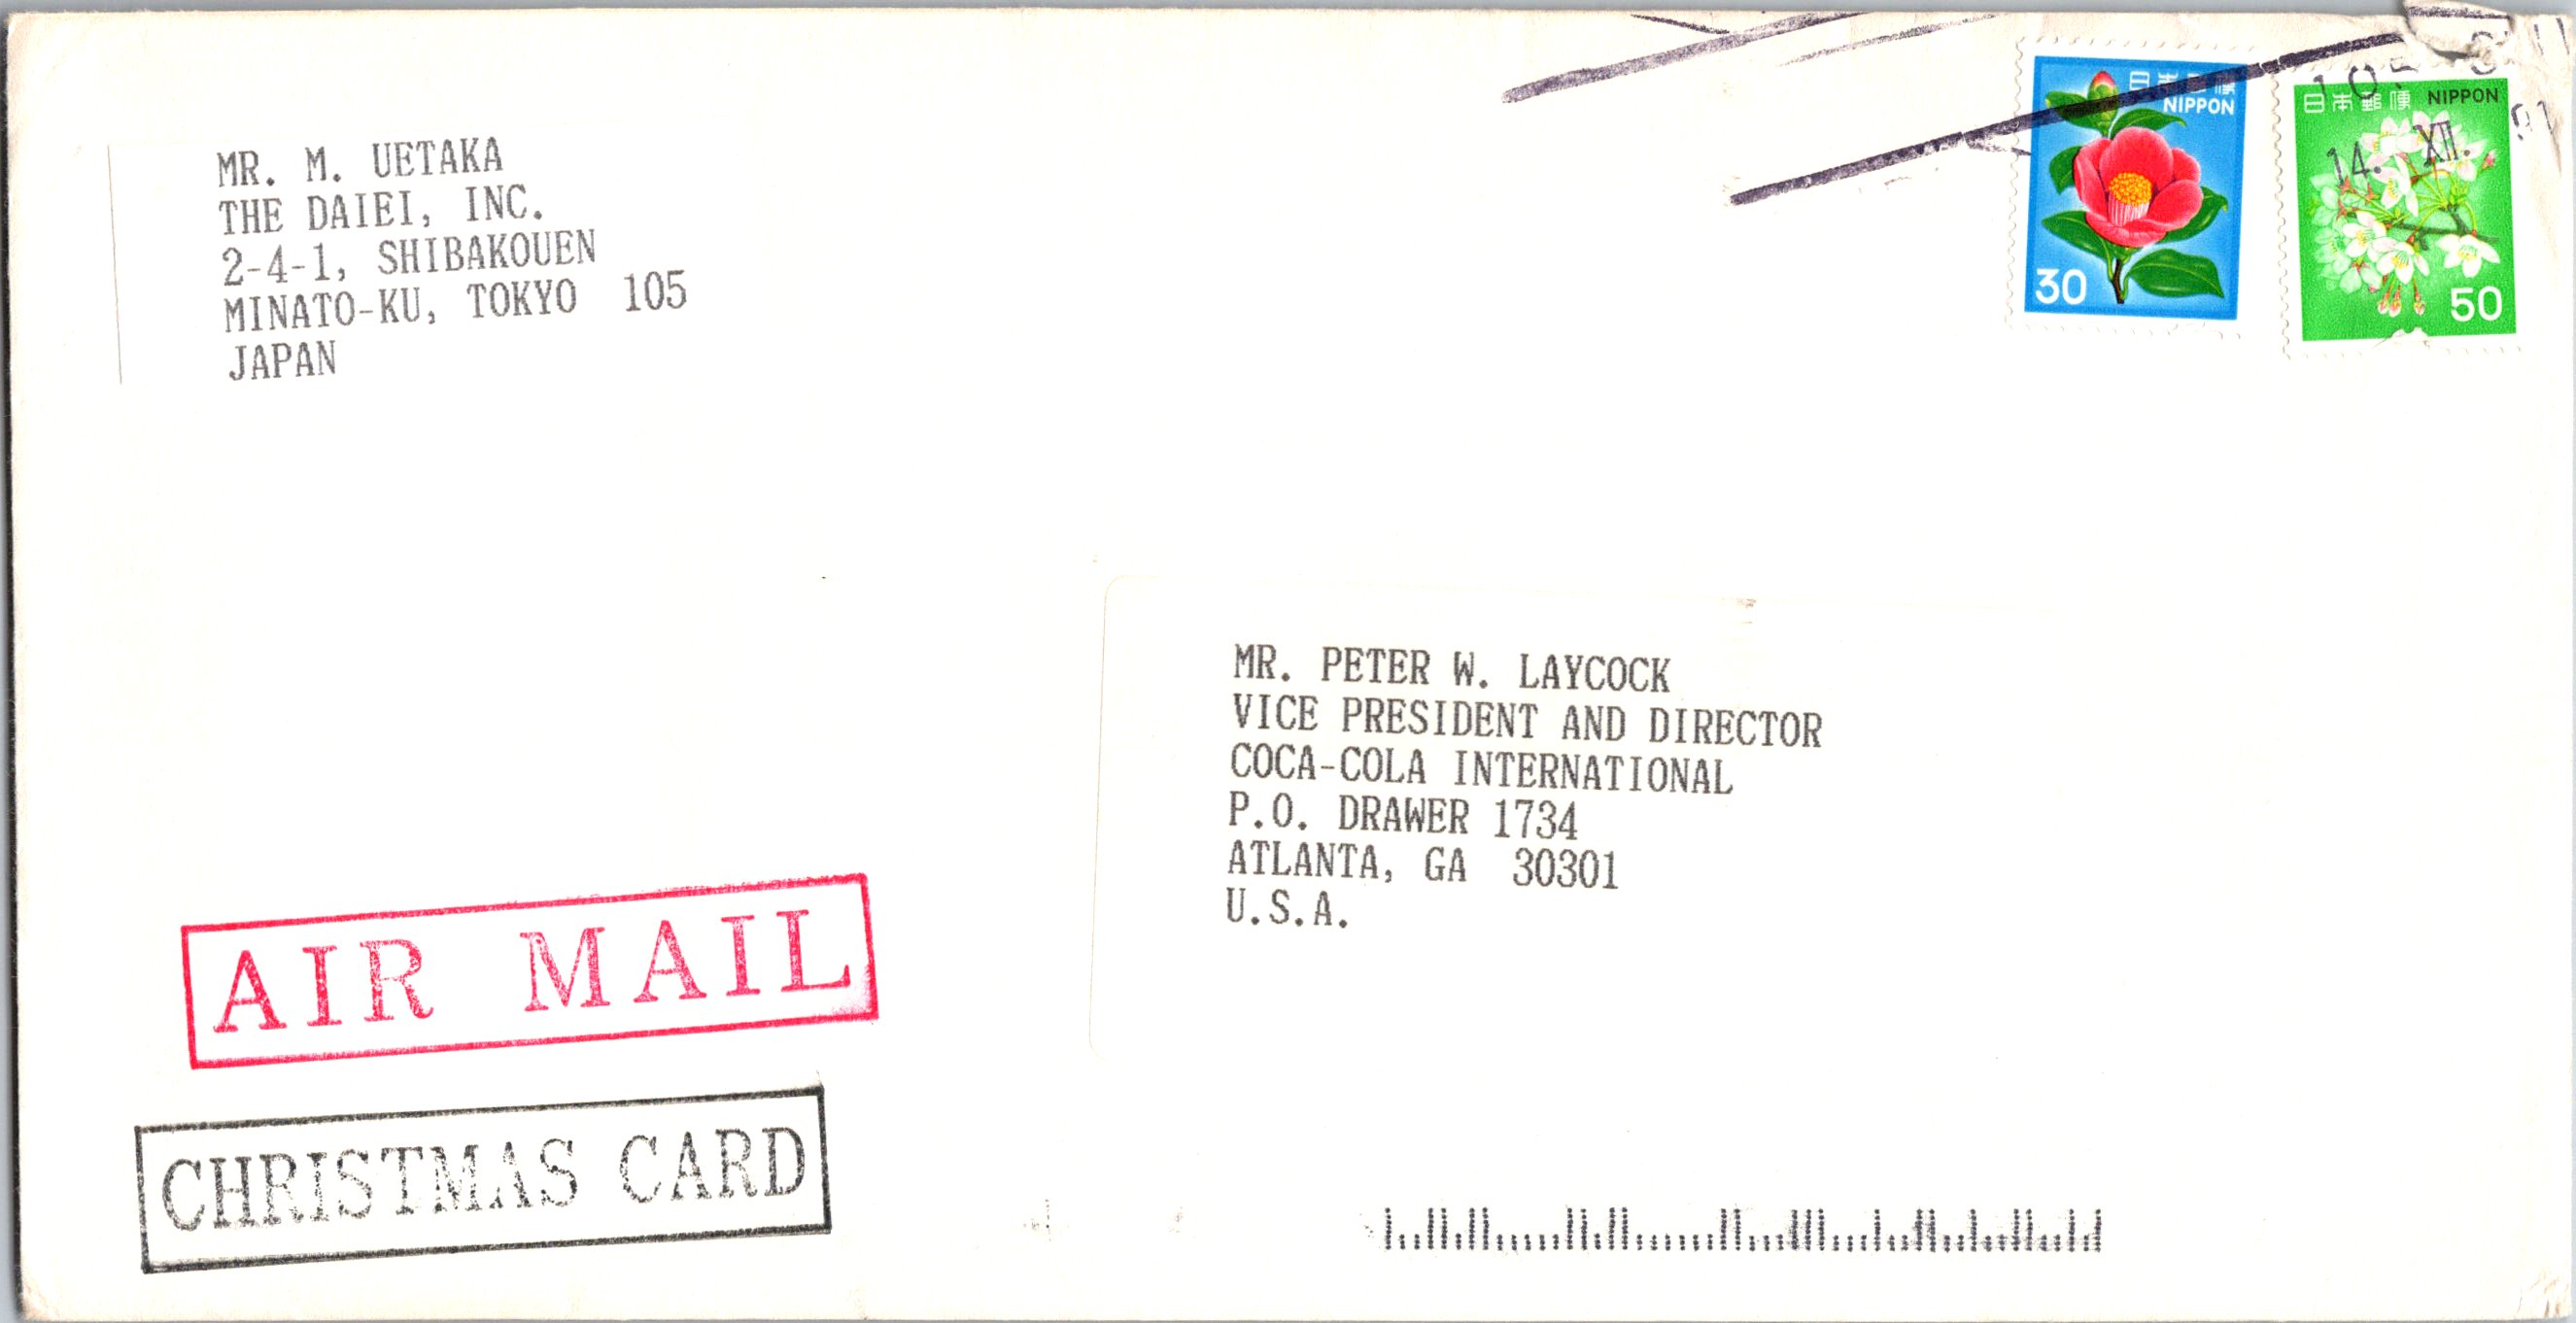 MR. M. UETAKA
THE DAIEI, INC.
2-4-1, SHIBAKOUEN
MINATO-KU, TOKYO 105
JAPAN
日本郵便
NIPPON
30
日本郵便 NIPPON
50
14. XII. 91
MR. PETER W. LAYCOCK
VICE PRESIDENT AND DIRECTOR
COCA-COLA INTERNATIONAL
P.O. DRAWER 1734
ATLANTA, GA 30301
U.S.A.
AIR MAIL
CHRISTMAS CARD